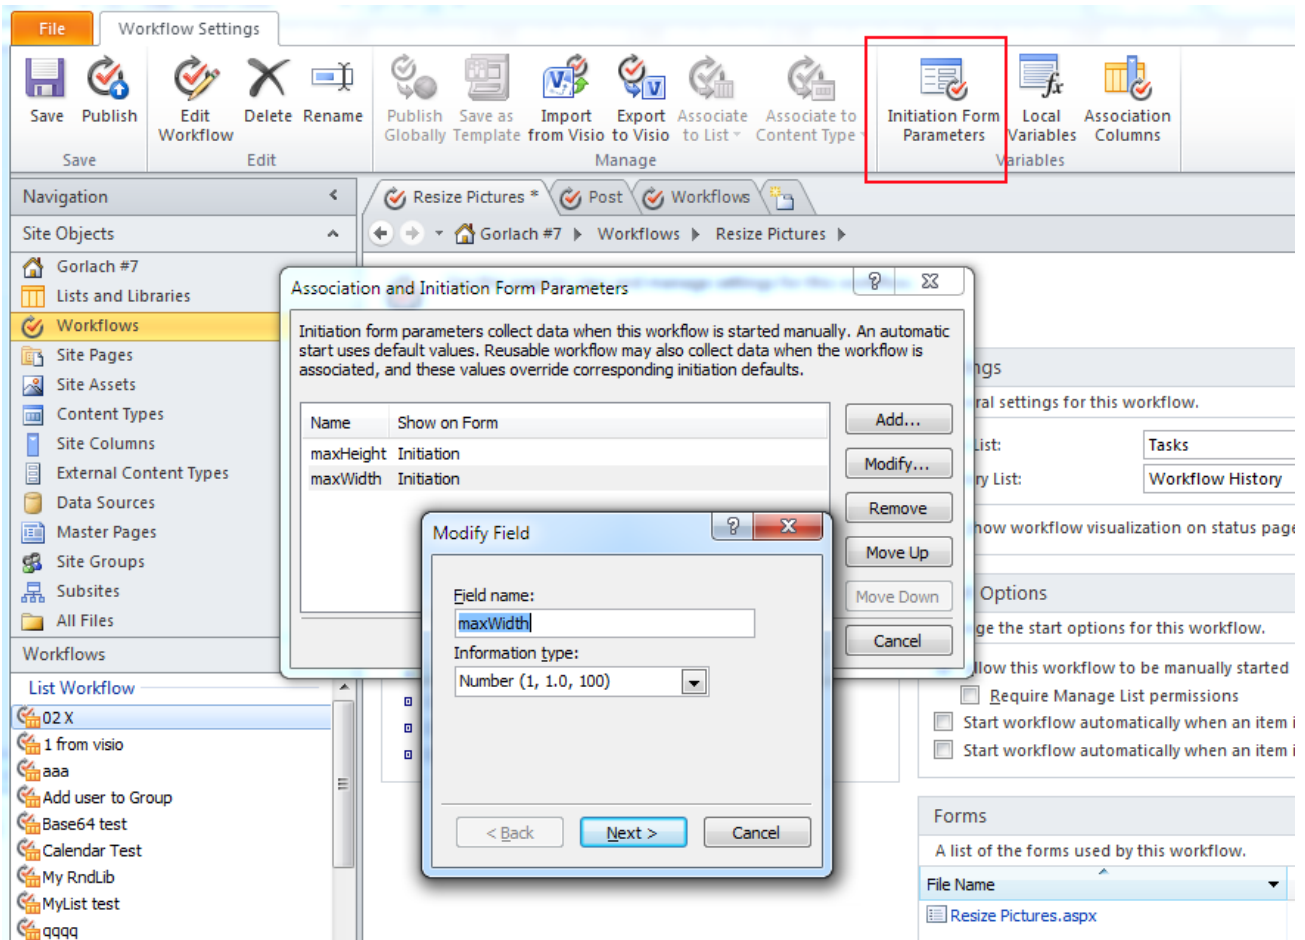 File
Workflow Settings
Save
Publish
Edit
Workflow
Delete
Rename
Publish
Globally
Save as
Template
Import
from Visio
Export
to Visio
Associate
to List
Associate to
Content Type
Initiation Form
Parameters
Local
Variables
Association
Columns
Save
Edit
Manage
Variables
Navigation
Resize Pictures *
Post
Workflows
Site Objects
Gorlach #7
Workflows
Resize Pictures
Gorlach #7
Lists and Libraries
Workflows
Site Pages
Site Assets
Content Types
Site Columns
External Content Types
Data Sources
Master Pages
Site Groups
Subsites
All Files
Workflows
List Workflow
02 X
1 from visio
aaa
Add user to Group
Base64 test
Calendar Test
My RndLib
MyList test
qqqq
Association and Initiation Form Parameters
Initiation form parameters collect data when this workflow is started manually. An automatic
start uses default values. Reusable workflow may also collect data when the workflow is
associated, and these values override corresponding initiation defaults.
Name
Show on Form
maxHeight Initiation
maxWidth Initiation
Add...
Modify...
Remove
Move Up
Move Down
Cancel
Modify Field
Field name:
maxWidth
Information type:
Number (1, 1.0, 100)
< Back
Next >
Cancel
ngs
ral settings for this workflow.
List:
Tasks
ry List:
Workflow History
how workflow visualization on status page
Options
ge the start options for this workflow.
llow this workflow to be manually started
Require Manage List permissions
Start workflow automatically when an item i
Start workflow automatically when an item i
Forms
A list of the forms used by this workflow.
File Name
Resize Pictures.aspx